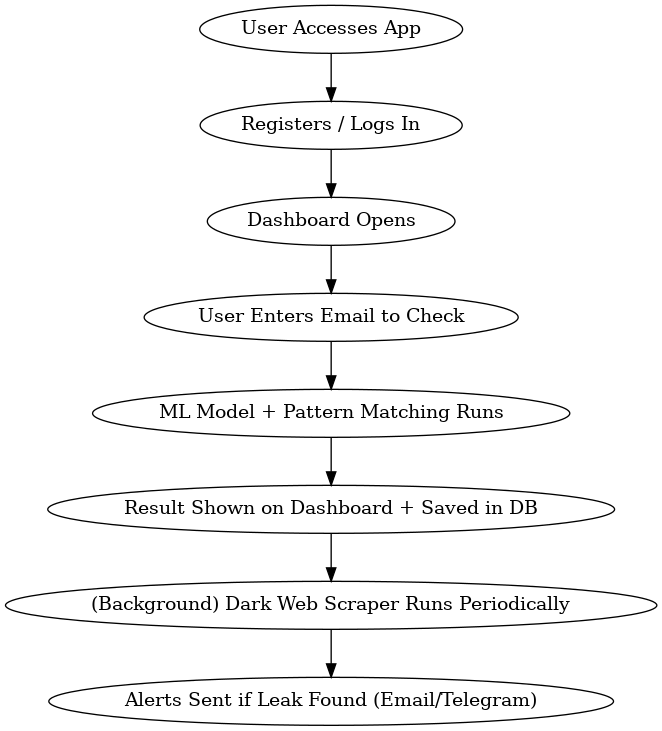 User Accesses App
Registers / Logs In
Dashboard Opens
User Enters Email to Check
ML Model + Pattern Matching Runs
Result Shown on Dashboard + Saved in DB
(Background) Dark Web Scraper Runs Periodically
Alerts Sent if Leak Found (Email/Telegram)